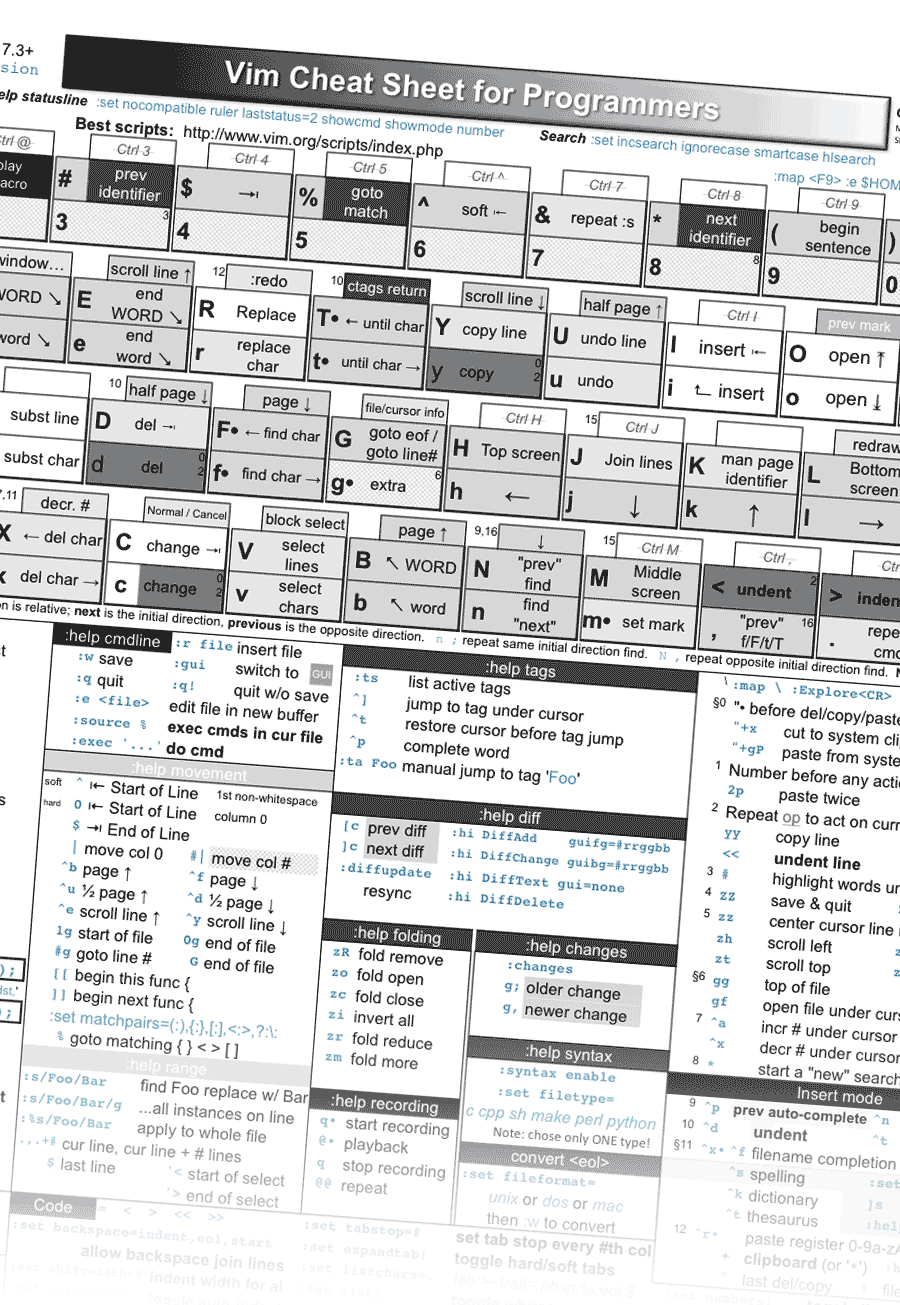 7.3+
Vim Cheat Sheet for Programmers
:set nocompatible ruler laststatus=2 showcmd showmode number
Search :set incsearch ignorecase smartcase hlsearch
Best scripts: http://www.vim.org/scripts/index.php
:map <F9> :e $HOM
Ctrl @
Ctrl 3
Ctrl 4
Ctrl 5
Ctrl ^
Ctrl 7
Ctrl 8
Ctrl 9
# prev identifier
3 3
$ →|
4
% goto match
5
^ soft |←
6
& repeat :s
7
* next identifier
8 8
( begin sentence
9
)
0
window...
WORD ↘
word ↘
scroll line ↑
E end WORD ↘
e end word ↘
12 :redo
R Replace
r replace char
10 ctags return
T• ← until char
t• until char →
scroll line ↓
Y copy line
y copy 0 2
half page ↑
U undo line
u undo
Ctrl I
I insert |←
i insert
prev mark
O open ↑
o open ↓
subst line
subst char
10 half page ↓
D del →|
d del 0 2
page ↓
F• ← find char
f• find char →
file/cursor info
G goto eof / goto line#
g• extra 6
Ctrl H
H Top screen
h ←
15 Ctrl J
J Join lines
j ↓
K man page identifier
k ↑
redraw
L Bottom screen
l →
7,11 decr. #
X ← del char
x del char →
Normal / Cancel
C change →|
c change 0 2
block select
V select lines
v select chars
page ↑
B ↖ WORD
b ↖ word
9,16 ↓
N "prev" find
n find "next"
15 Ctrl M
M Middle screen
m• set mark
Ctrl ,
< undent 2
, "prev" f/F/t/T 16
> inden
. repe cmd
n is relative; next is the initial direction, previous is the opposite direction. n ; repeat same initial direction find. N , repeat opposite initial direction find.
:help cmdline
:w save
:q quit
:e <file> edit file in new buffer
:source % exec cmds in cur file
:exec '...' do cmd
:r file insert file
:gui switch to GUI
:q! quit w/o save
:help movement
soft ^ |← Start of Line 1st non-whitespace
hard 0 |← Start of Line column 0
$ →| End of Line
| move col 0 #| move col #
^b page ↑ ^f page ↓
^u ½ page ↑ ^d ½ page ↓
^e scroll line ↑ ^y scroll line ↓
1g start of file 0g end of file
#g goto line # G end of file
[[ begin this func {
]] begin next func {
:set matchpairs=(:),{:},[:],<:>,?:\:
% goto matching { } < > [ ]
:help range
:s/Foo/Bar find Foo replace w/ Bar
:s/Foo/Bar/g ...all instances on line
:%s/Foo/Bar apply to whole file
.,.+# cur line, cur line + # lines
$ last line '< start of select
'> end of select
:help tags
:ts list active tags
^] jump to tag under cursor
^t restore cursor before tag jump
^p complete word
:ta Foo manual jump to tag 'Foo'
:help diff
[c prev diff :hi DiffAdd guifg=#rrggbb
]c next diff :hi DiffChange guibg=#rrggbb
:diffupdate :hi DiffText gui=none
resync :hi DiffDelete
:help folding
zR fold remove
zo fold open
zc fold close
zi invert all
zr fold reduce
zm fold more
:help recording
q• start recording
@• playback
q stop recording
@@ repeat
:help changes
:changes
g; older change
g, newer change
:help syntax
:syntax enable
:set filetype=
c cpp sh make perl python
Note: chose only ONE type!
convert <eol>
:set fileformat=
unix or dos or mac
then :w to convert
\ :map \ :Explore<CR>
§0 "• before del/copy/paste
"+x cut to system cli
"+gP paste from syste
1 Number before any actio
2p paste twice
2 Repeat op to act on curr
yy copy line
<< undent line
3 # highlight words un
4 zz save & quit
5 zz center cursor line
zh scroll left
zt scroll top
§6 gg top of file
gf open file under curs
7 ^a incr # under cursor
^x decr # under cursor
8 * start a "new" search
Insert mode
9 ^p prev auto-complete ^n
10 ^d undent ^t
§11 ^x• ^f filename completion
^s spelling :set
^k dictionary ]s
^t thesaurus :help
12 ^r• paste register 0-9a-zA
+ clipboard (or '*')
last del/copy
Code = < > << >>
:set backspace=indent,eol,start
allow backspace join lines
:set shiftwidth=# indent width for al
:set tabstop=# set tab stop every #th col
:set expandtab! toggle hard/soft tabs
:set listchars= tab:>-,trail:-,nbsp:%,eol:$
:set list!